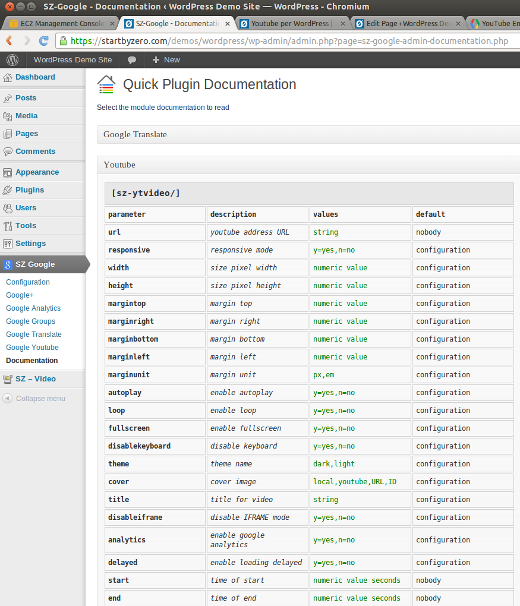 SZ-Google - Documentation ‹ WordPress Demo Site — WordPress - Chromium
EC2 Management Console
SZ-Google - Documentation
Youtube per WordPress |
Edit Page ‹ WordPress Dem
YouTube Em
https://startbyzero.com/demos/wordpress/wp-admin/admin.php?page=sz-google-admin-documentation.php
WordPress Demo Site
+ New
Dashboard
Posts
Media
Pages
Comments
Appearance
Plugins
Users
Tools
Settings
SZ Google
Configuration
Google+
Google Analytics
Google Groups
Google Translate
Google Youtube
Documentation
SZ – Video
Collapse menu
Quick Plugin Documentation
Select the module documentation to read
Google Translate
Youtube
[sz-ytvideo/]
parameter description values default
url youtube address URL string nobody
responsive responsive mode y=yes,n=no configuration
width size pixel width numeric value configuration
height size pixel height numeric value configuration
margintop margin top numeric value configuration
marginright margin right numeric value configuration
marginbottom margin bottom numeric value configuration
marginleft margin left numeric value configuration
marginunit margin unit px,em configuration
autoplay enable autoplay y=yes,n=no configuration
loop enable loop y=yes,n=no configuration
fullscreen enable fullscreen y=yes,n=no configuration
disablekeyboard disable keyboard y=yes,n=no configuration
theme theme name dark,light configuration
cover cover image local,youtube,URL,ID configuration
title title for video string configuration
disableiframe disable IFRAME mode y=yes,n=no configuration
analytics enable google analytics y=yes,n=no configuration
delayed enable loading delayed y=yes,n=no configuration
start time of start numeric value seconds nobody
end time of end numeric value seconds nobody